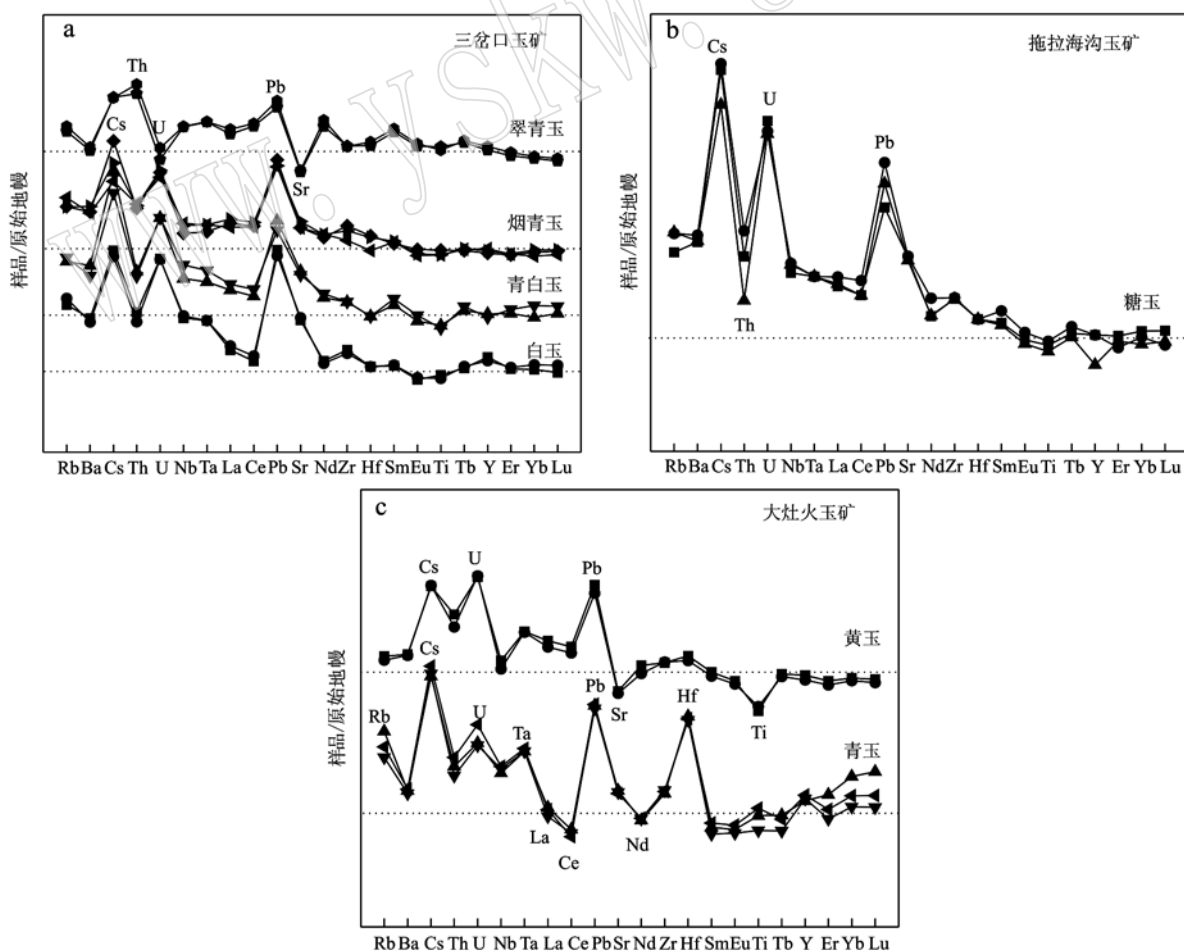 a
三岔口玉矿
Th
Pb
Cs
U
翠青玉
Sr
烟青玉
青白玉
白玉
样品/原始地幔
Rb Ba Cs Th U Nb Ta La Ce Pb Sr Nd Zr Hf Sm Eu Ti Tb Y Er Yb Lu
b
拖拉海沟玉矿
Cs
U
Pb
Th
糖玉
样品/原始地幔
Rb Ba Cs Th U Nb Ta La Ce Pb Sr Nd Zr Hf Sm Eu Ti Tb Y Er Yb Lu
c
大灶火玉矿
Cs
U
Pb
黄玉
Sr
Ti
Cs
Rb
U
Ta
Pb
Hf
青玉
La
Ce
Nd
样品/原始地幔
Rb Ba Cs Th U Nb Ta La Ce Pb Sr Nd Zr Hf Sm Eu Ti Tb Y Er Yb Lu
www.yskw.